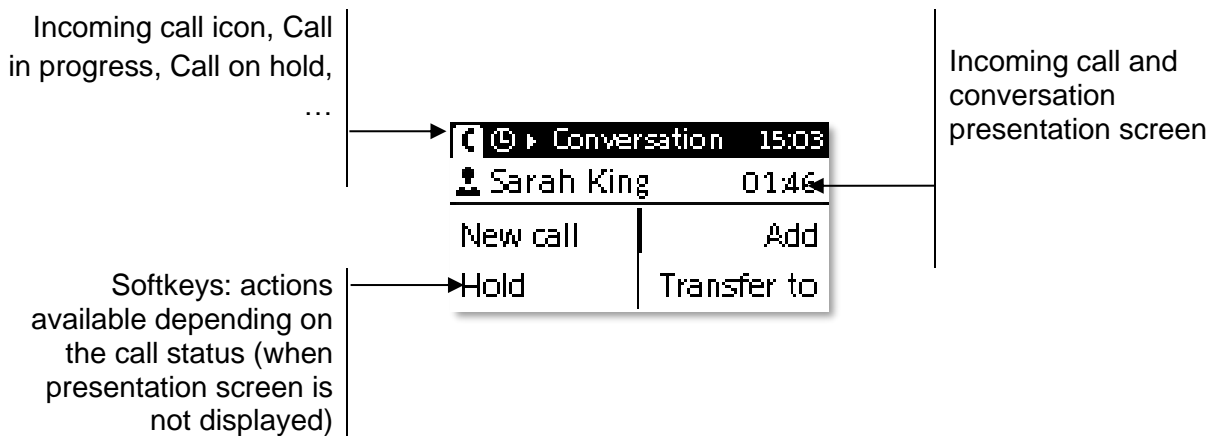 Incoming call icon, Call
in progress, Call on hold,
…
Incoming call and
conversation
presentation screen
Conversation 15:03
Sarah King 01:46
New call Add
Hold Transfer to
Softkeys: actions
available depending on
the call status (when
presentation screen is
not displayed)